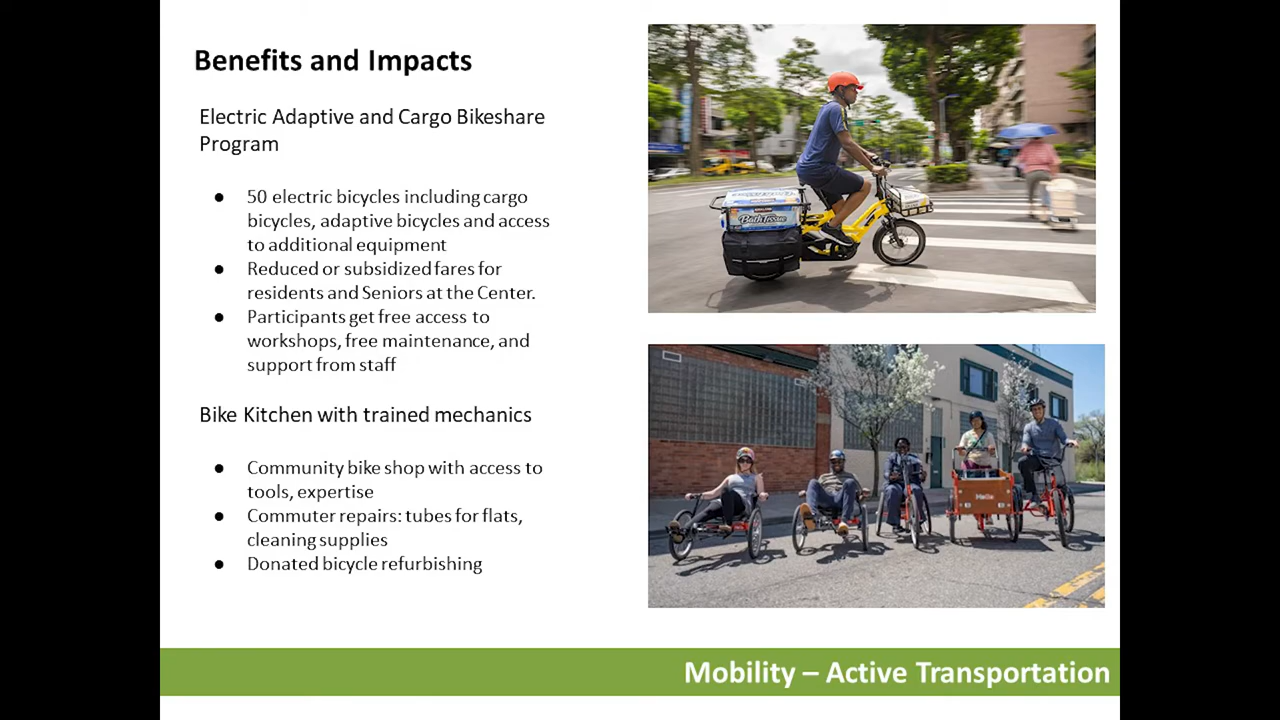 Benefits and Impacts
Electric Adaptive and Cargo Bikeshare
Program
● 50 electric bicycles including cargo
bicycles, adaptive bicycles and access
to additional equipment
● Reduced or subsidized fares for
residents and Seniors at the Center.
● Participants get free access to
workshops, free maintenance, and
support from staff
Bike Kitchen with trained mechanics
● Community bike shop with access to
tools, expertise
● Commuter repairs: tubes for flats,
cleaning supplies
● Donated bicycle refurbishing
Bath Tissue
MoGo
Mobility – Active Transportation